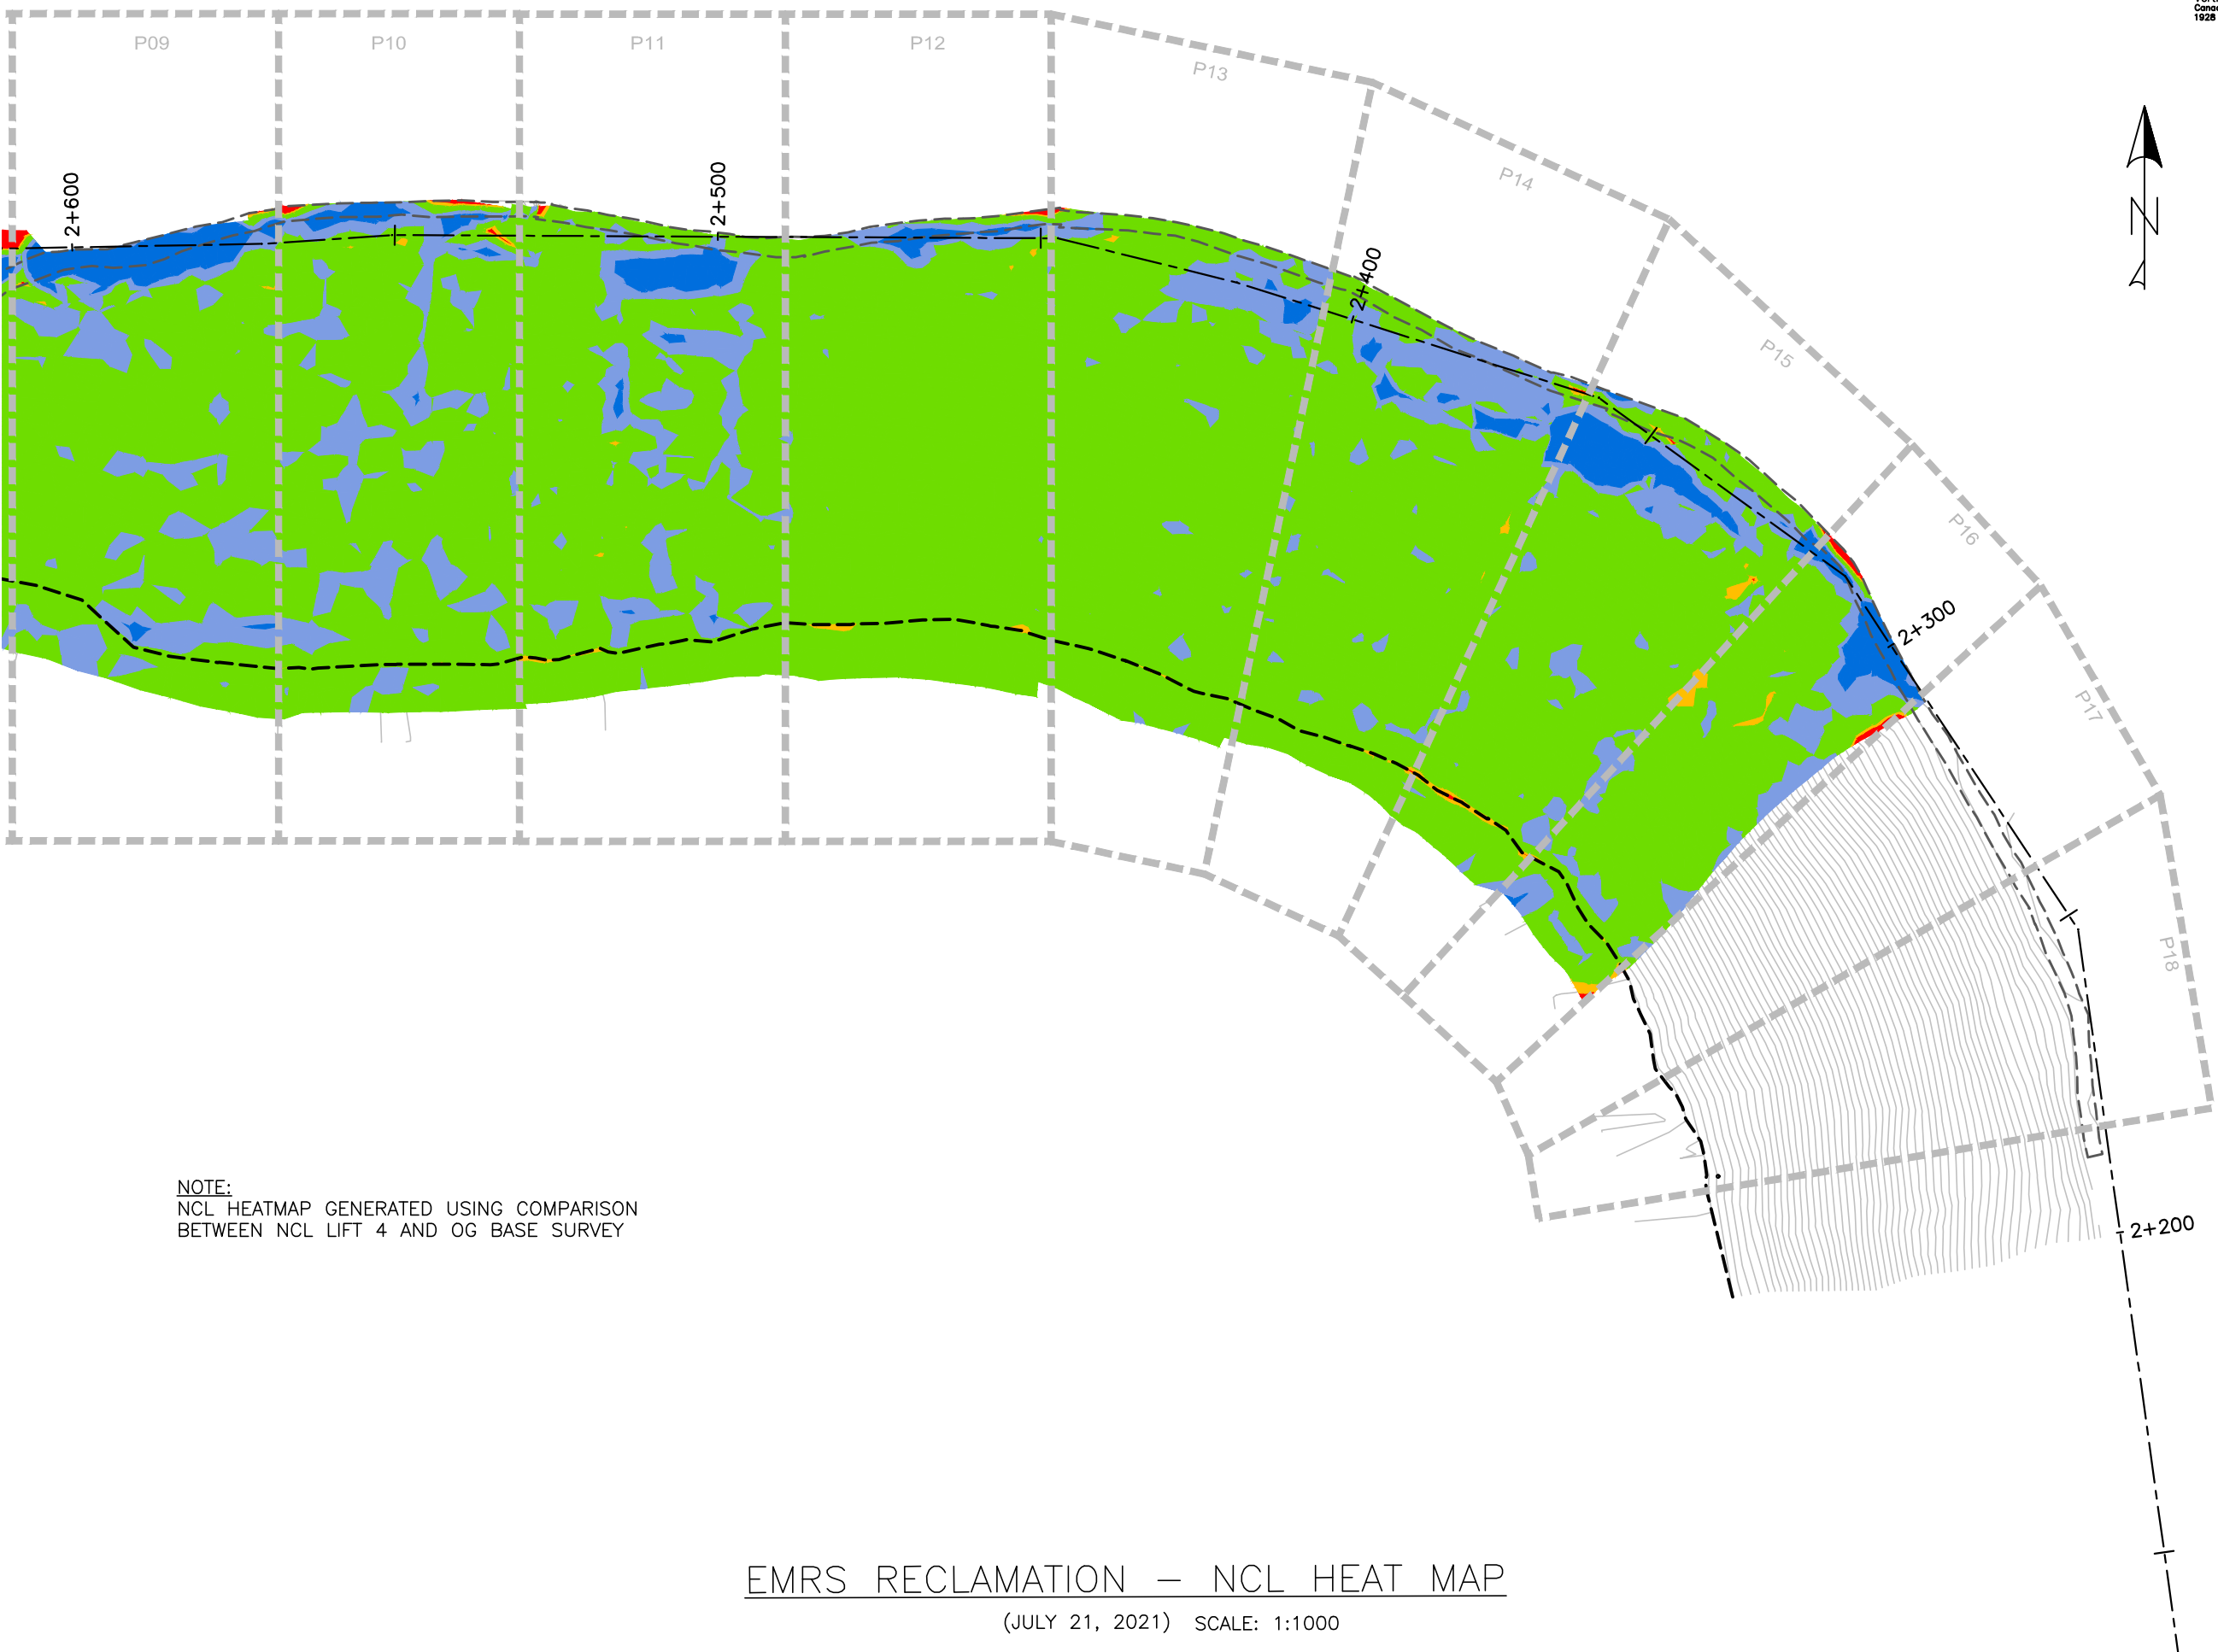 Canad
1928
P09
P10
P11
P12
P13
P14
P15
P16
P17
P18
2+600
2+500
2+400
2+300
2+200
N
NOTE:
NCL HEATMAP GENERATED USING COMPARISON
BETWEEN NCL LIFT 4 AND OG BASE SURVEY
EMRS RECLAMATION – NCL HEAT MAP
(JULY 21, 2021) SCALE: 1:1000